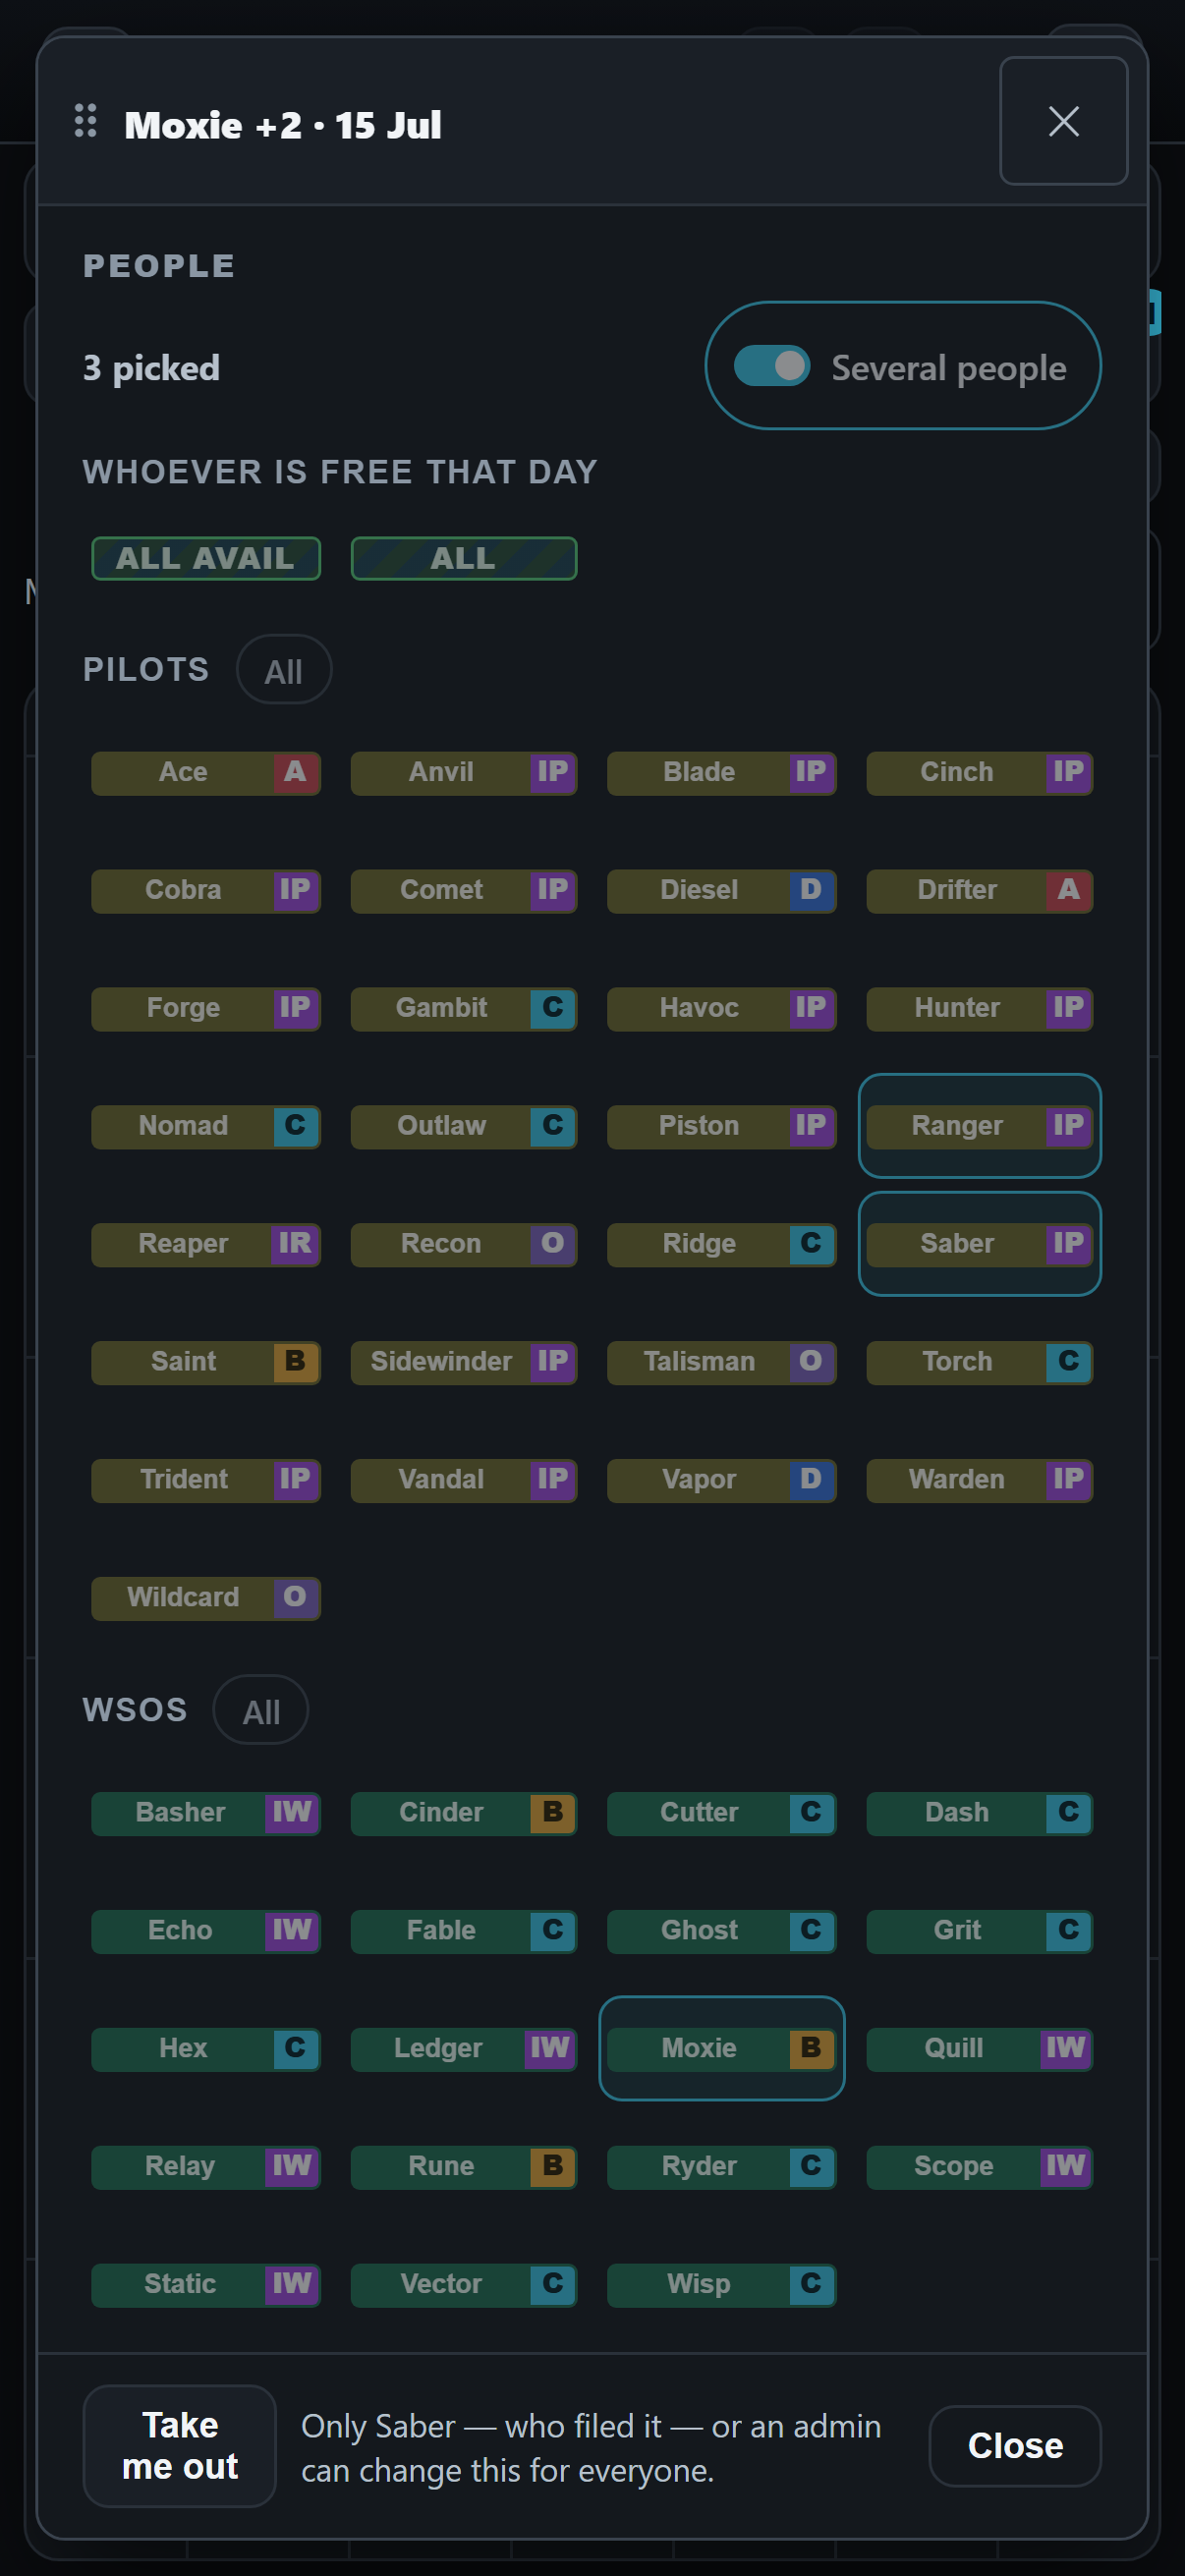 Moxie +2 · 15 Jul
PEOPLE
3 picked
Several people
WHOEVER IS FREE THAT DAY
ALL AVAIL ALL
PILOTS All
Ace A Anvil IP Blade IP Cinch IP
Cobra IP Comet IP Diesel D Drifter A
Forge IP Gambit C Havoc IP Hunter IP
Nomad C Outlaw C Piston IP Ranger IP
Reaper IR Recon O Ridge C Saber IP
Saint B Sidewinder IP Talisman O Torch C
Trident IP Vandal IP Vapor D Warden IP
Wildcard O
WSOS All
Basher IW Cinder B Cutter C Dash C
Echo IW Fable C Ghost C Grit C
Hex C Ledger IW Moxie B Quill IW
Relay IW Rune B Ryder C Scope IW
Static IW Vector C Wisp C
Take
me out
Only Saber — who filed it — or an admin
can change this for everyone.
Close